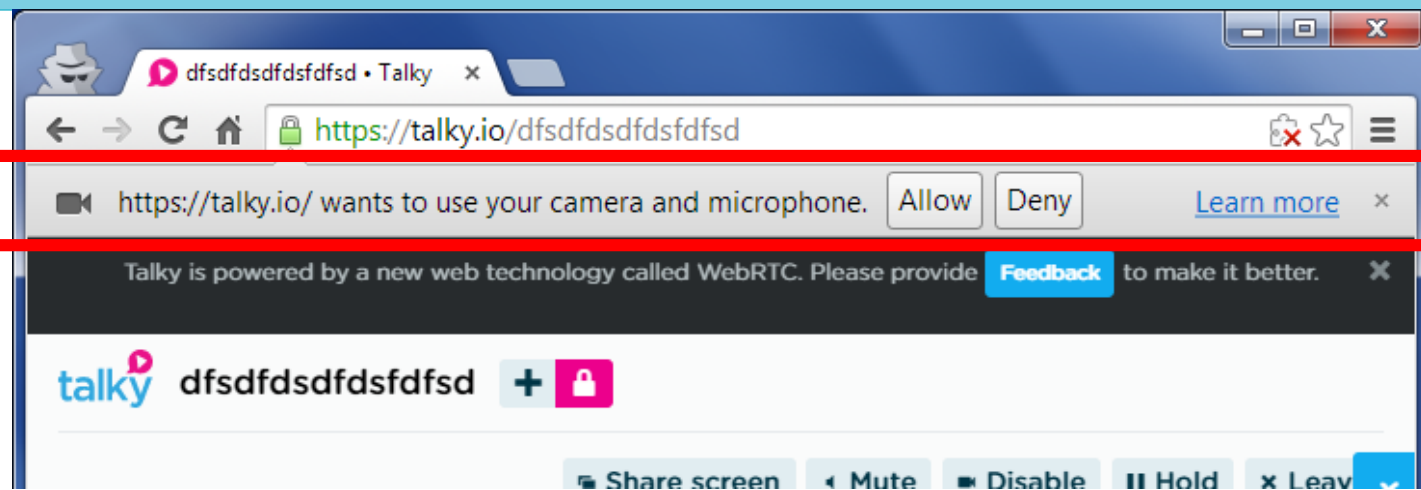 dfsdfdsdfdsfdfsd • Talky
https://talky.io/dfsdfdsdfdsfdfsd
https://talky.io/ wants to use your camera and microphone. Allow Deny Learn more
Talky is powered by a new web technology called WebRTC. Please provide Feedback to make it better.
talky dfsdfdsdfdsfdfsd
Share screen Mute Disable Hold Leav